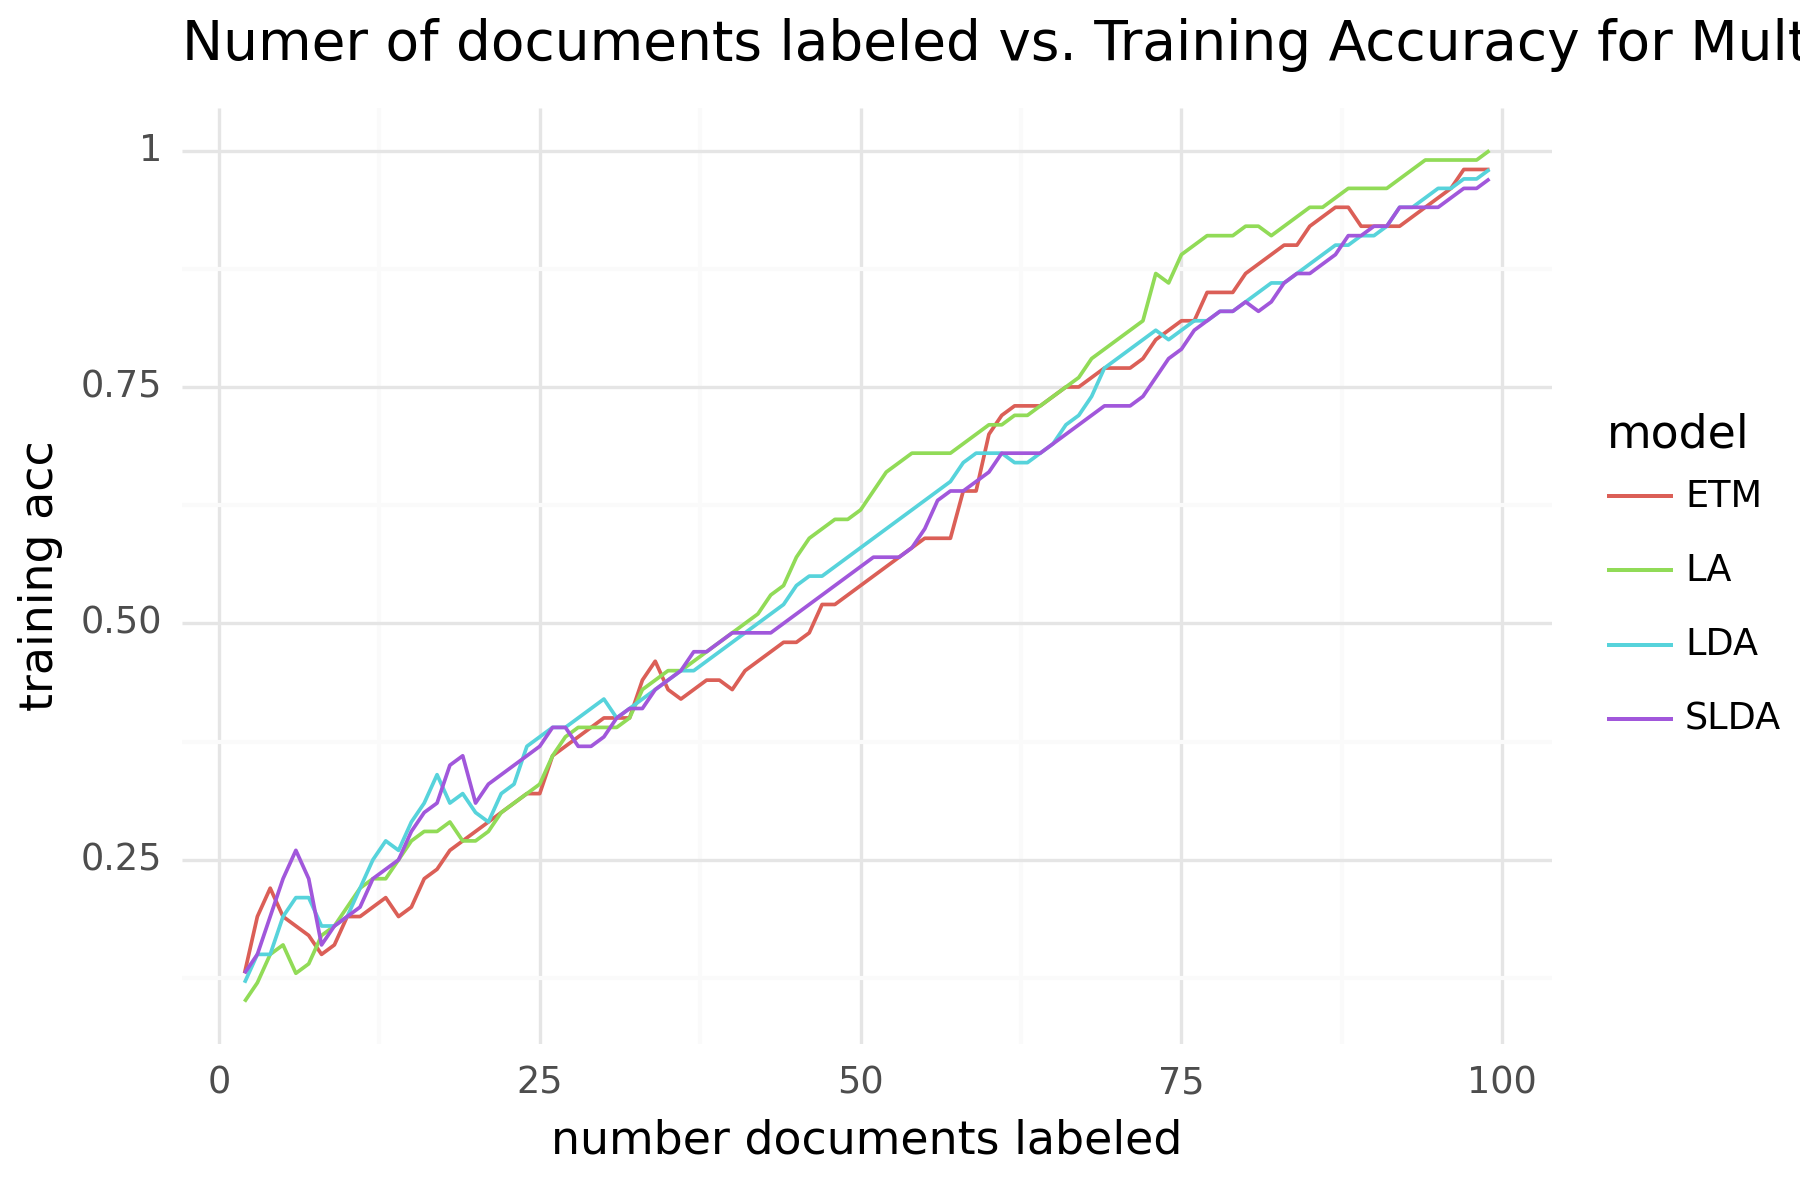 Numer of documents labeled vs. Training Accuracy for Mult
1
0.75
0.50
0.25
training acc
0 25 50 75 100
number documents labeled
model
ETM
LA
LDA
SLDA